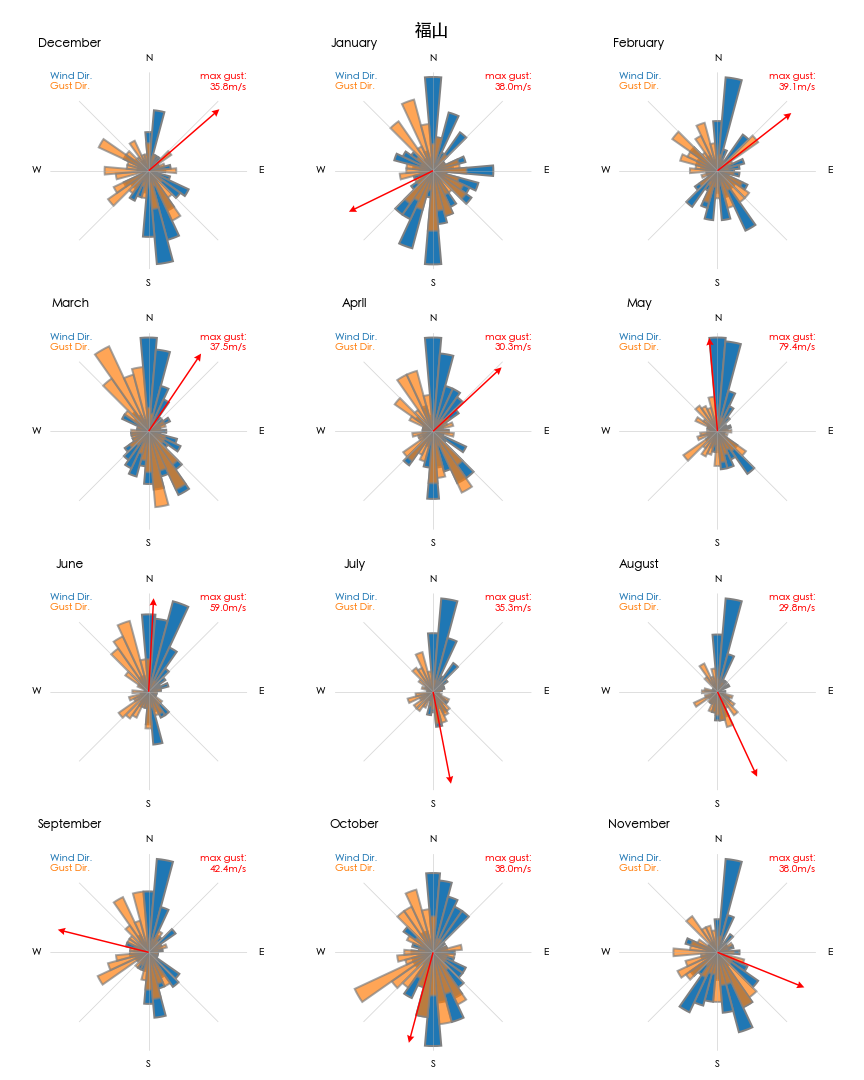 福山
December
N
Wind Dir.
Gust Dir.
max gust:
35.8m/s
W
E
S
January
N
Wind Dir.
Gust Dir.
max gust:
38.0m/s
W
E
S
February
N
Wind Dir.
Gust Dir.
max gust:
39.1m/s
W
E
S
March
N
Wind Dir.
Gust Dir.
max gust:
37.5m/s
W
E
S
April
N
Wind Dir.
Gust Dir.
max gust:
30.3m/s
W
E
S
May
N
Wind Dir.
Gust Dir.
max gust:
79.4m/s
W
E
S
June
N
Wind Dir.
Gust Dir.
max gust:
59.0m/s
W
E
S
July
N
Wind Dir.
Gust Dir.
max gust:
35.3m/s
W
E
S
August
N
Wind Dir.
Gust Dir.
max gust:
29.8m/s
W
E
S
September
N
Wind Dir.
Gust Dir.
max gust:
42.4m/s
W
E
S
October
N
Wind Dir.
Gust Dir.
max gust:
38.0m/s
W
E
S
November
N
Wind Dir.
Gust Dir.
max gust:
38.0m/s
W
E
S